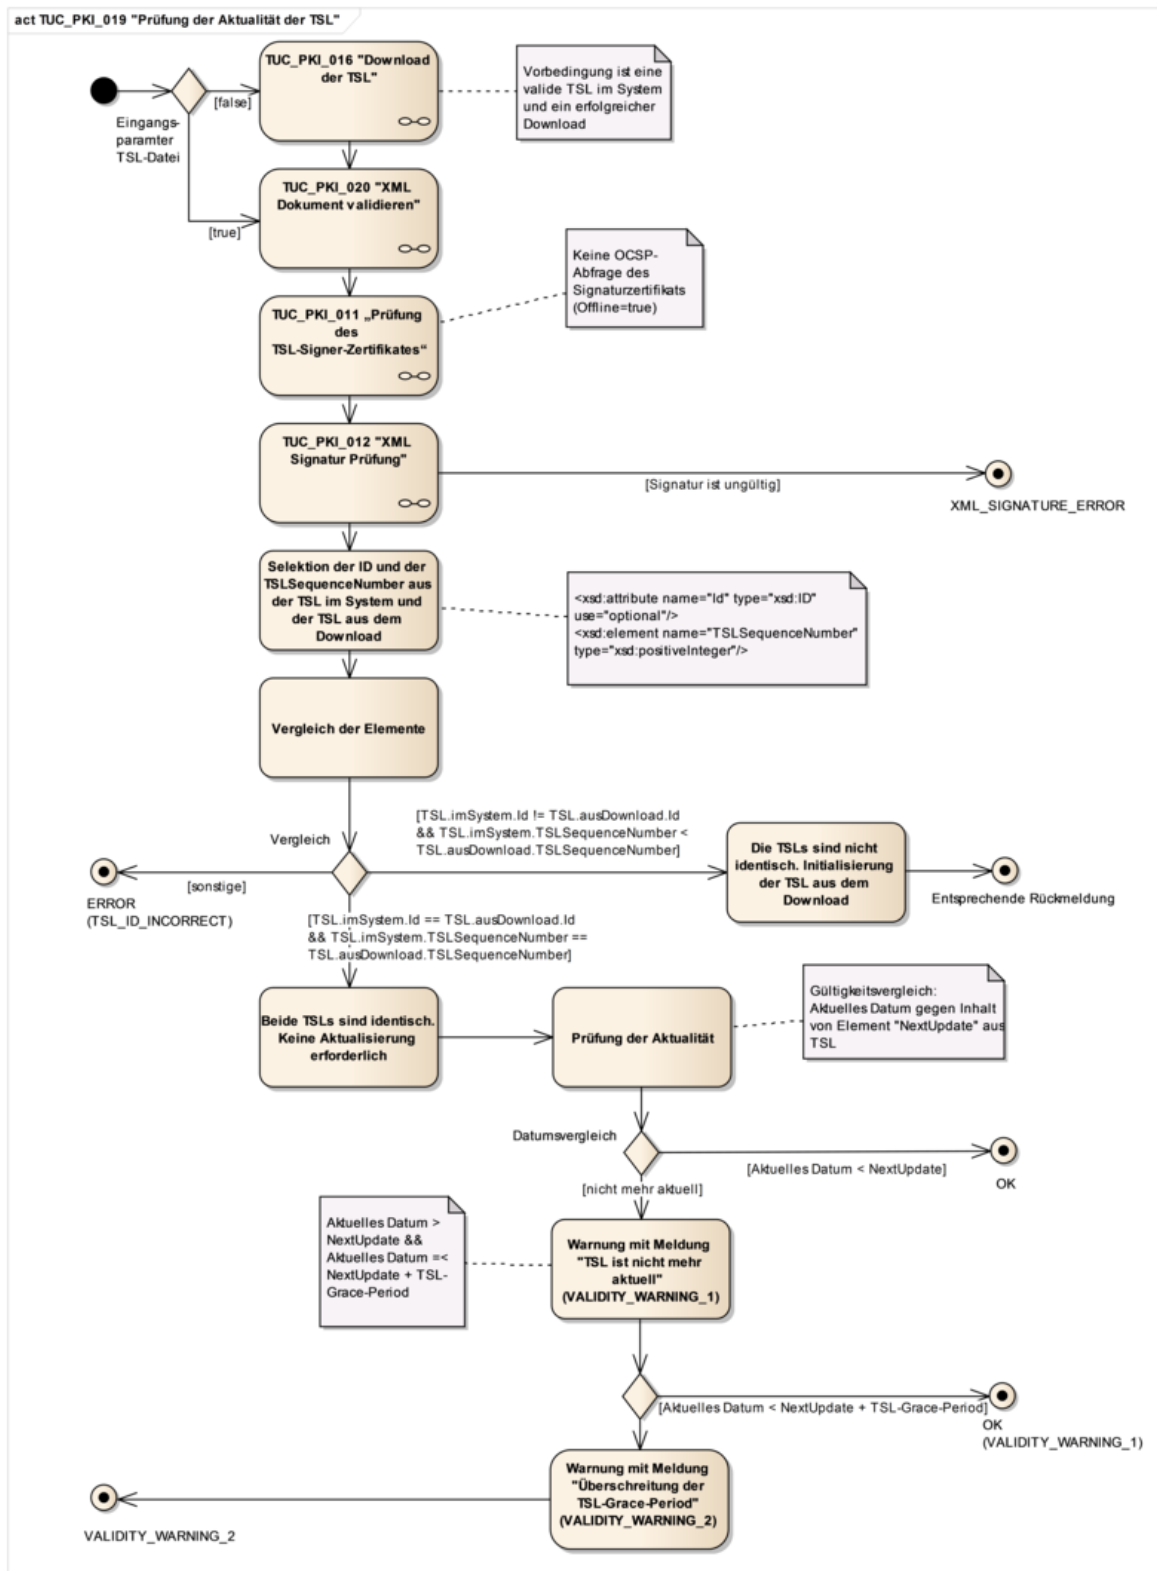 act TUC_PKI_019 "Prüfung der Aktualität der TSL"
TUC_PKI_016 "Download
der TSL"
Vorbedingung ist eine
valide TSL im System
und ein erfolgreicher
Download
[false]
Eingangs-
paramter
TSL-Datei
TUC_PKI_020 "XML
Dokument validieren"
[true]
Keine OCSP-
Abfrage des
Signaturzertifikats
(Offline=true)
TUC_PKI_011 „Prüfung
des
TSL-Signer-Zertifikates“
TUC_PKI_012 "XML
Signatur Prüfung"
[Signatur ist ungültig]
XML_SIGNATURE_ERROR
Selektion der ID und der
TSLSequenceNumber aus
der TSL im System und
der TSL aus dem
Download
<xsd:attribute name="Id" type="xsd:ID"
use="optional"/>
<xsd:element name="TSLSequenceNumber"
type="xsd:positiveInteger"/>
Vergleich der Elemente
[TSL.imSystem.Id != TSL.ausDownload.Id
&& TSL.imSystem.TSLSequenceNumber <
TSL.ausDownload.TSLSequenceNumber]
Vergleich
Die TSLs sind nicht
identisch. Initialisierung
der TSL aus dem
Download
Entsprechende Rückmeldung
[sonstige]
ERROR
(TSL_ID_INCORRECT)
[TSL.imSystem.Id == TSL.ausDownload.Id
&& TSL.imSystem.TSLSequenceNumber ==
TSL.ausDownload.TSLSequenceNumber]
Beide TSLs sind identisch.
Keine Aktualisierung
erforderlich
Prüfung der Aktualität
Gültigkeitsvergleich:
Aktuelles Datum gegen Inhalt
von Element "NextUpdate" aus
TSL
Datumsvergleich
[Aktuelles Datum < NextUpdate]
OK
[nicht mehr aktuell]
Aktuelles Datum >
NextUpdate &&
Aktuelles Datum =<
NextUpdate + TSL-
Grace-Period
Warnung mit Meldung
"TSL ist nicht mehr
aktuell"
(VALIDITY_WARNING_1)
[Aktuelles Datum < NextUpdate + TSL-Grace-Period]
OK
(VALIDITY_WARNING_1)
Warnung mit Meldung
"Überschreitung der
TSL-Grace-Period"
(VALIDITY_WARNING_2)
VALIDITY_WARNING_2